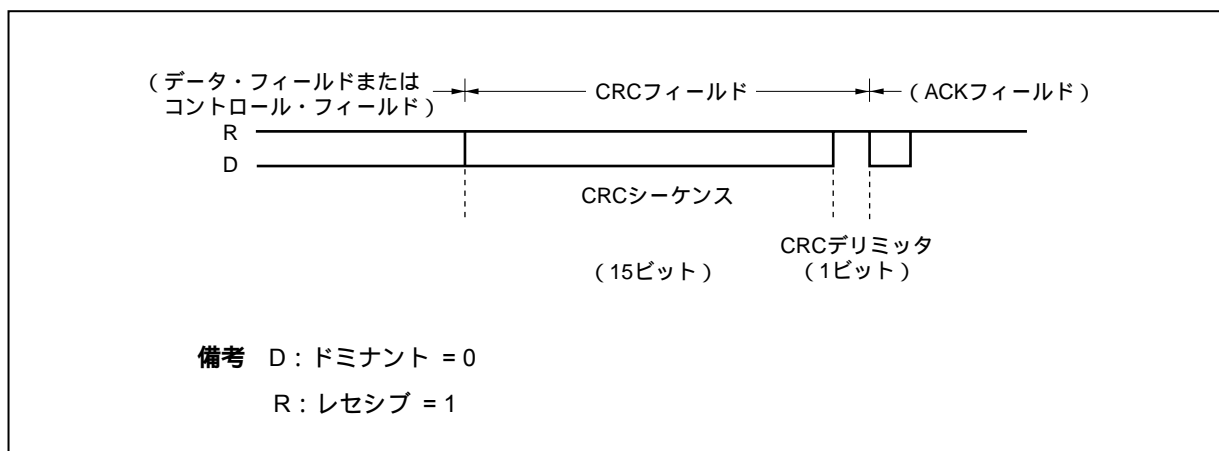 （データ・フィールドまたは
コントロール・フィールド）
CRCフィールド
（ACKフィールド）
R
D
CRCシーケンス
CRCデリミッタ
（15ビット）
（1ビット）
備考 D：ドミナント = 0
R：レセシブ = 1